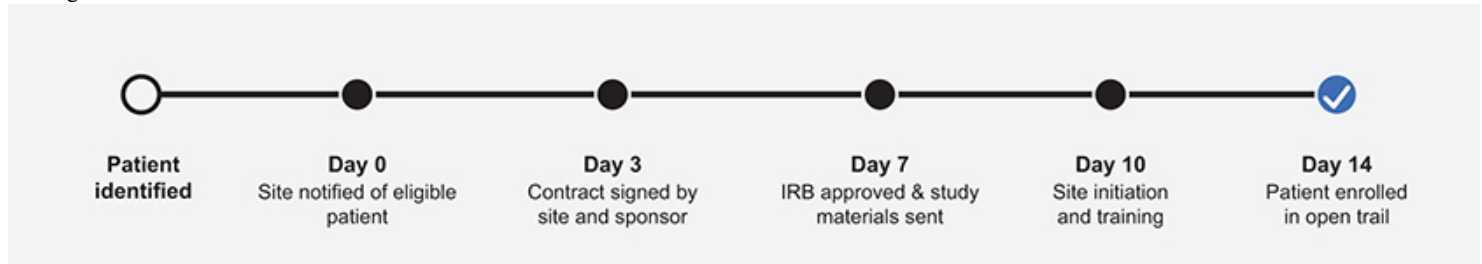 Patient
identified
Day 0
Site notified of eligible
patient
Day 3
Contract signed by
site and sponsor
Day 7
IRB approved & study
materials sent
Day 10
Site initiation
and training
Day 14
Patient enrolled
in open trail